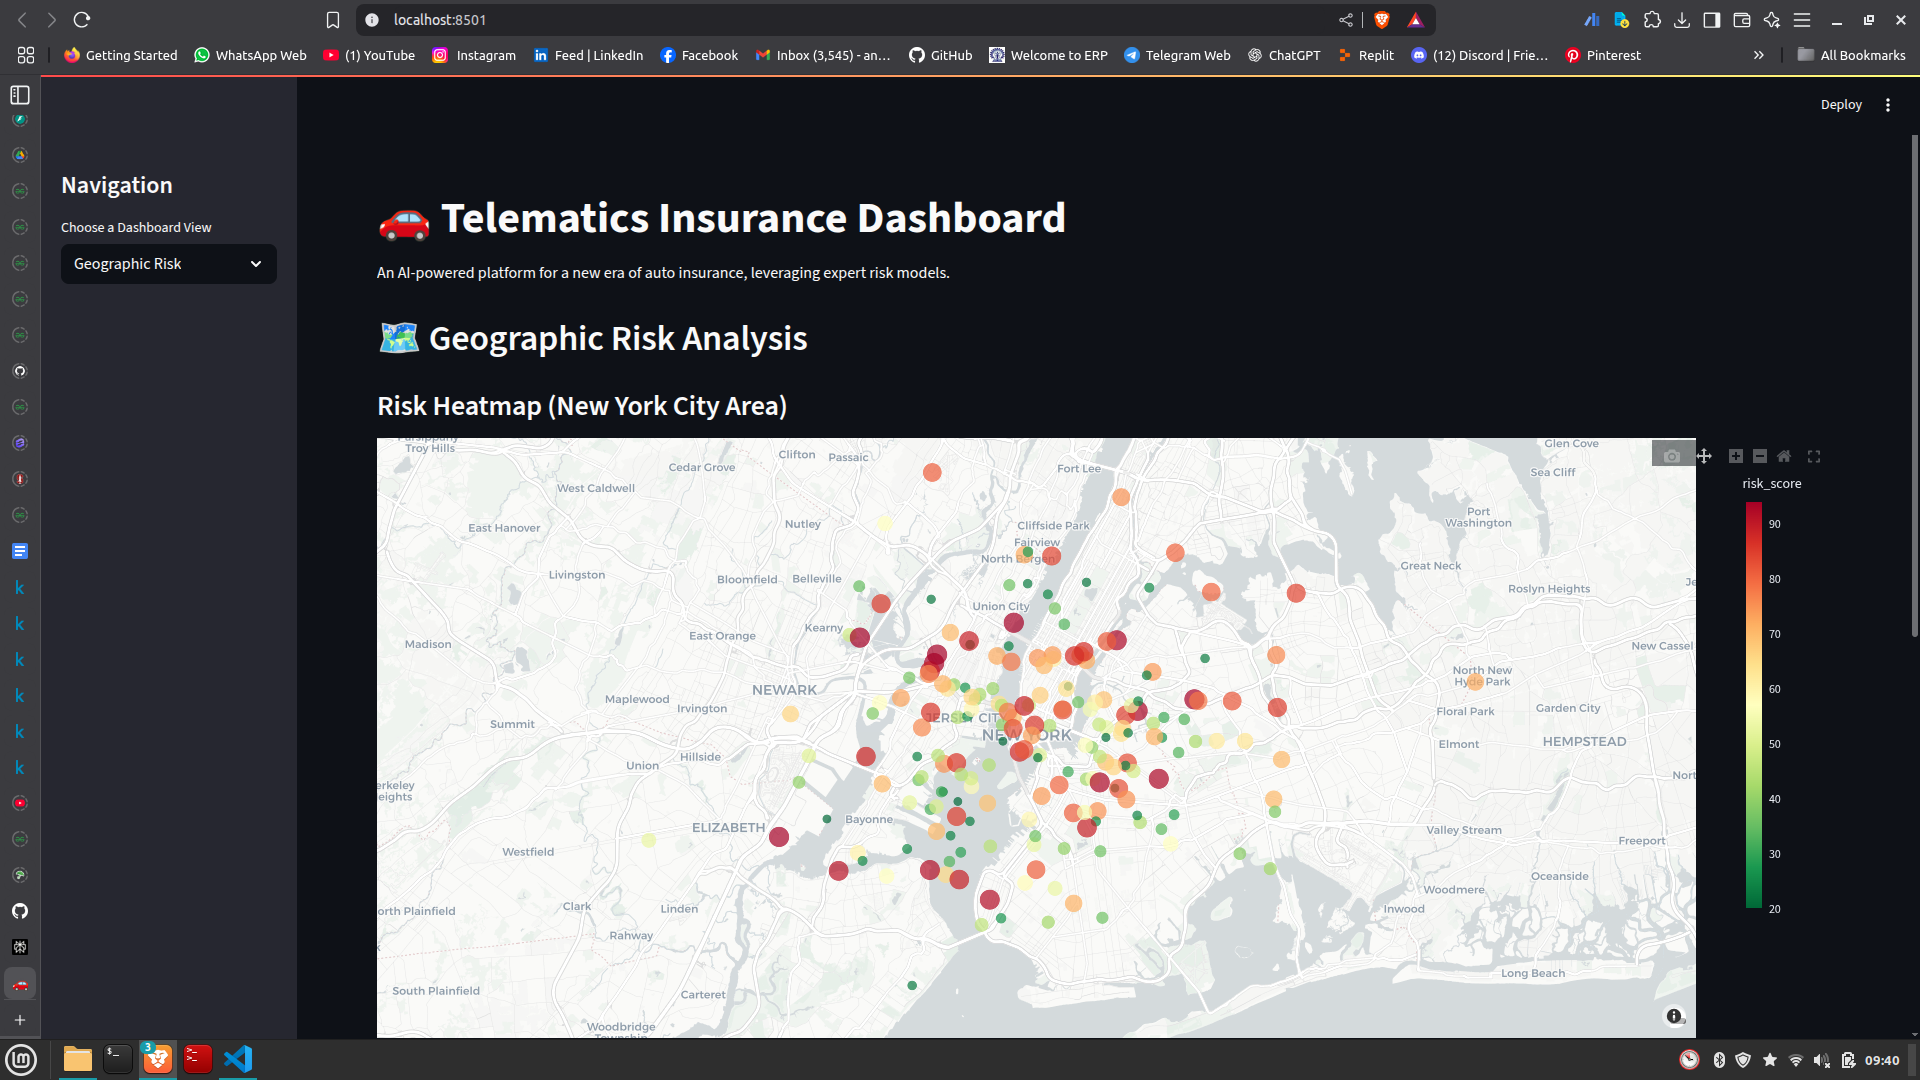 localhost:8501
Getting Started
WhatsApp Web
(1) YouTube
Instagram
Feed | LinkedIn
Facebook
Inbox (3,545) - an...
GitHub
Welcome to ERP
Telegram Web
ChatGPT
Replit
(12) Discord | Frie...
Pinterest
All Bookmarks
Deploy
Navigation
Choose a Dashboard View
Geographic Risk
Telematics Insurance Dashboard
An AI-powered platform for a new era of auto insurance, leveraging expert risk models.
Geographic Risk Analysis
Risk Heatmap (New York City Area)
Parsippany
Troy Hills
Cedar Grove
Clifton
Passaic
Fort Lee
Glen Cove
Sea Cliff
West Caldwell
East Hanover
Nutley
Cliffside Park
Fairview
North Bergen
Port
Washington
Livingston
Bloomfield
Belleville
Great Neck
Roslyn Heights
Union City
Madison
East Orange
Kearny
New Cassel
NEWARK
Maplewood
Irvington
North New
Hyde Park
Summit
JERSEY CITY
NEW YORK
Floral Park
Garden City
Hillside
Union
Elmont
HEMPSTEAD
erkeley
eights
ELIZABETH
Bayonne
Valley Stream
Freeport
Westfield
Oceanside
Woodmere
Inwood
orth Plainfield
Clark
Linden
Rahway
Long Beach
South Plainfield
Carteret
Woodbridge
Township
risk_score
90
80
70
60
50
40
30
20
3
09:40